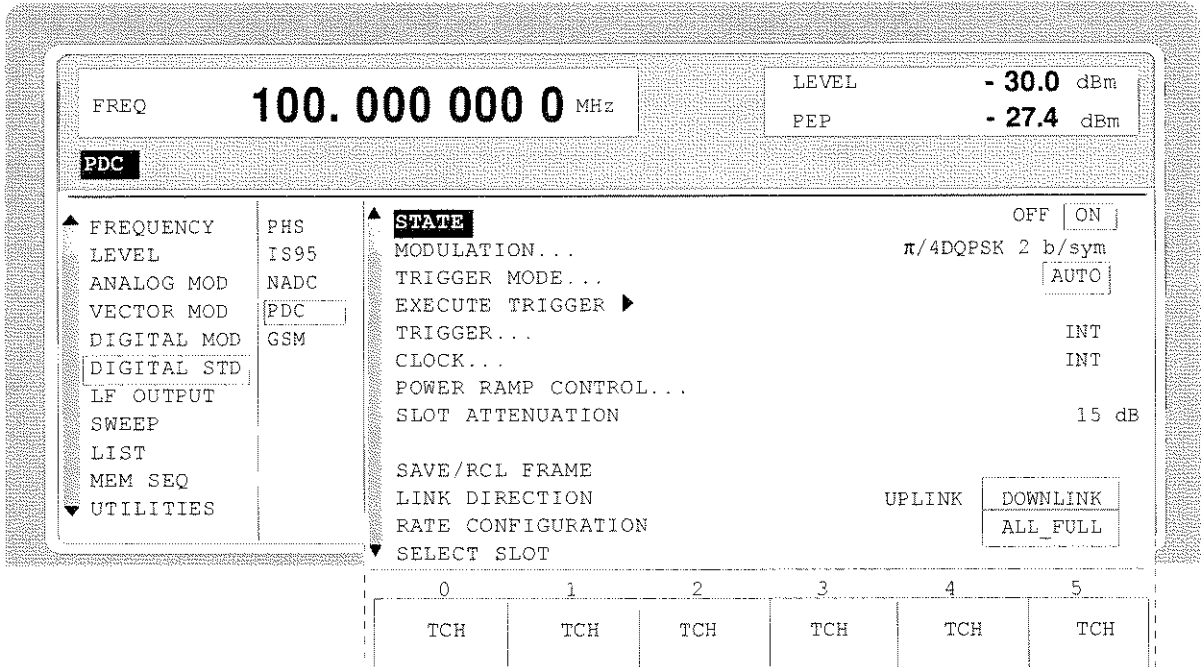 FREQ 100. 000 000 0 MHz
LEVEL - 30.0 dBm
PEP - 27.4 dBm
PDC
FREQUENCY
LEVEL
ANALOG MOD
VECTOR MOD
DIGITAL MOD
DIGITAL STD
LF OUTPUT
SWEEP
LIST
MEM SEQ
UTILITIES
PHS
IS95
NADC
PDC
GSM
STATE OFF ON
MODULATION... π/4DQPSK 2 b/sym
TRIGGER MODE... AUTO
EXECUTE TRIGGER ▶
TRIGGER... INT
CLOCK... INT
POWER RAMP CONTROL...
SLOT ATTENUATION 15 dB
SAVE/RCL FRAME
LINK DIRECTION UPLINK DOWNLINK
RATE CONFIGURATION ALL_FULL
SELECT SLOT
0 1 2 3 4 5
TCH TCH TCH TCH TCH TCH